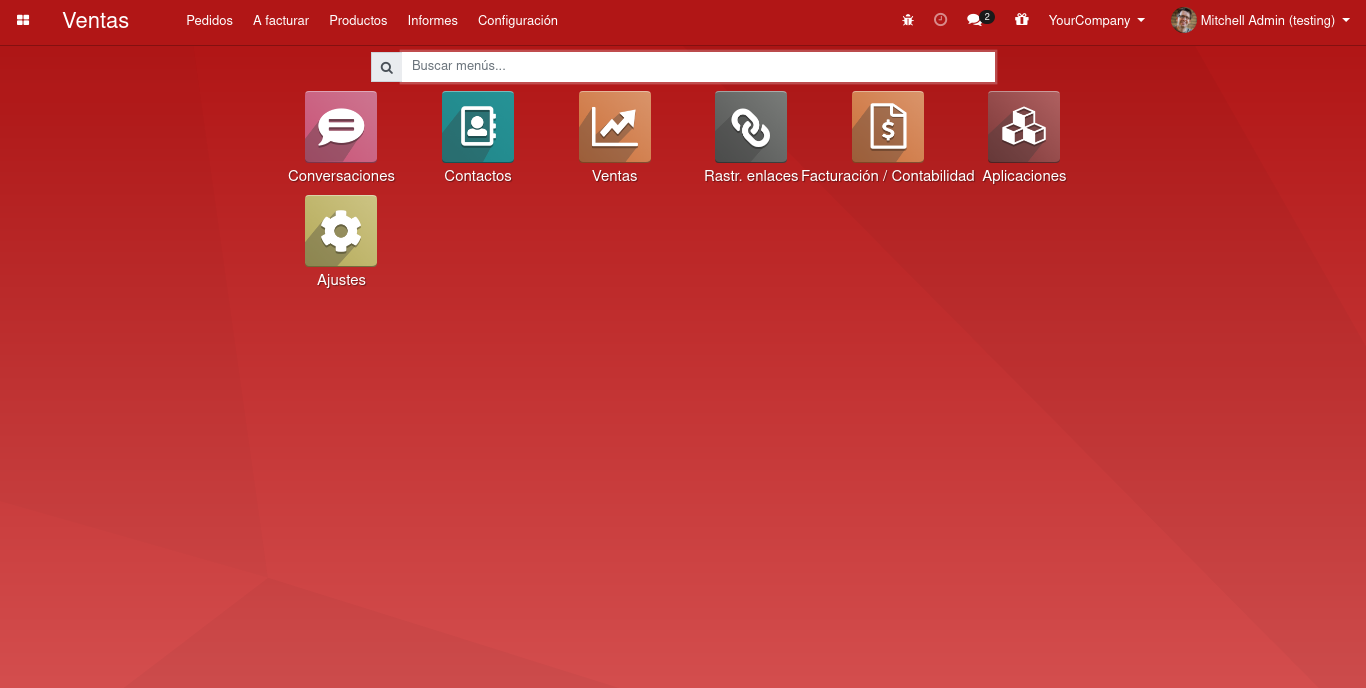 Ventas Pedidos A facturar Productos Informes Configuración 2 YourCompany Mitchell Admin (testing)
Buscar menús...
Conversaciones Contactos Ventas Rastr. enlaces Facturación / Contabilidad Aplicaciones
Ajustes